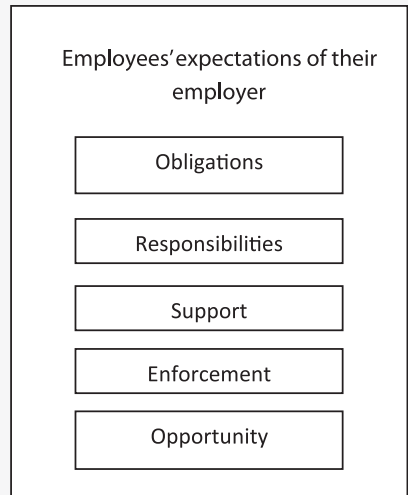 Employees' expectations of their
employer
Obligations
Responsibilities
Support
Enforcement
Opportunity